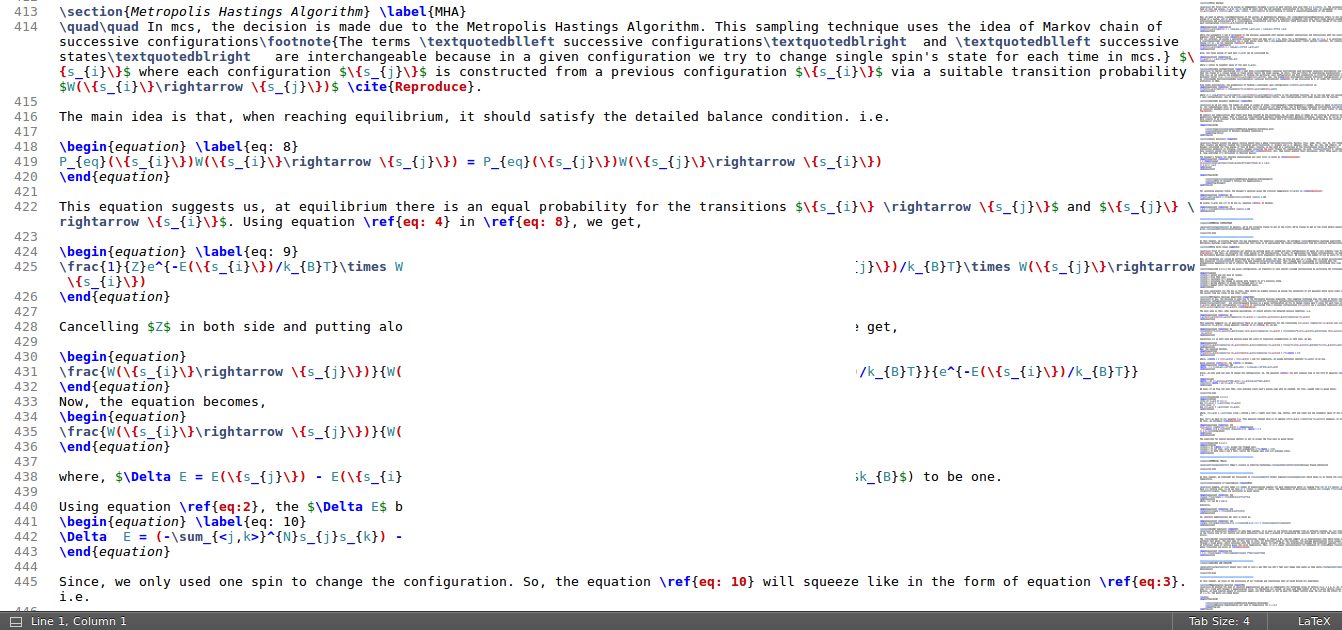 413 \section{Metropolis Hastings Algorithm} \label{MHA}
414 \quad\quad In mcs, the decision is made due to the Metropolis Hastings Algorithm. This sampling technique uses the idea of Markov chain of
successive configurations\footnote{The terms \textquotedblleft successive configurations\textquotedblright  and \textquotedblleft successive
states\textquotedblright   are interchangeable because in a given configuration we try to change single spin's state for each time in mcs.} $\
{s_{i}\}$ where each configuration $\{s_{j}\}$ is constructed from a previous configuration $\{s_{i}\}$ via a suitable transition probability
$W(\{s_{i}\}\rightarrow \{s_{j}\})$ \cite{Reproduce}.
415
416 The main idea is that, when reaching equilibrium, it should satisfy the detailed balance condition. i.e.
417
418 \begin{equation} \label{eq: 8}
419 P_{eq}(\{s_{i}\})W(\{s_{i}\}\rightarrow \{s_{j}\}) = P_{eq}(\{s_{j}\})W(\{s_{j}\}\rightarrow \{s_{i}\})
420 \end{equation}
421
422 This equation suggests us, at equilibrium there is an equal probability for the transitions $\{s_{i}\} \rightarrow \{s_{j}\}$ and $\{s_{j}\} \
rightarrow \{s_{i}\}$. Using equation \ref{eq: 4} in \ref{eq: 8}, we get,
423
424 \begin{equation} \label{eq: 9}
425 \frac{1}{Z}e^{-E(\{s_{i}\})/k_{B}T}\times W j}\})/k_{B}T}\times W(\{s_{j}\}\rightarrow
\{s_{i}\})
426 \end{equation}
427
428 Cancelling $Z$ in both side and putting alo get,
429
430 \begin{equation}
431 \frac{W(\{s_{i}\}\rightarrow \{s_{j}\})}{W( /k_{B}T}}{e^{-E(\{s_{i}\})/k_{B}T}}
432 \end{equation}
433 Now, the equation becomes,
434 \begin{equation}
435 \frac{W(\{s_{i}\}\rightarrow \{s_{j}\})}{W(
436 \end{equation}
437
438 where, $\Delta E = E(\{s_{j}\}) - E(\{s_{i} k_{B}$) to be one.
439
440 Using equation \ref{eq:2}, the $\Delta E$ b
441 \begin{equation} \label{eq: 10}
442 \Delta  E = (-\sum_{<j,k>}^{N}s_{j}s_{k}) -
443 \end{equation}
444
445 Since, we only used one spin to change the configuration. So, the equation \ref{eq: 10} will squeeze like in the form of equation \ref{eq:3}.
i.e.
Line 1, Column 1 Tab Size: 4 LaTeX